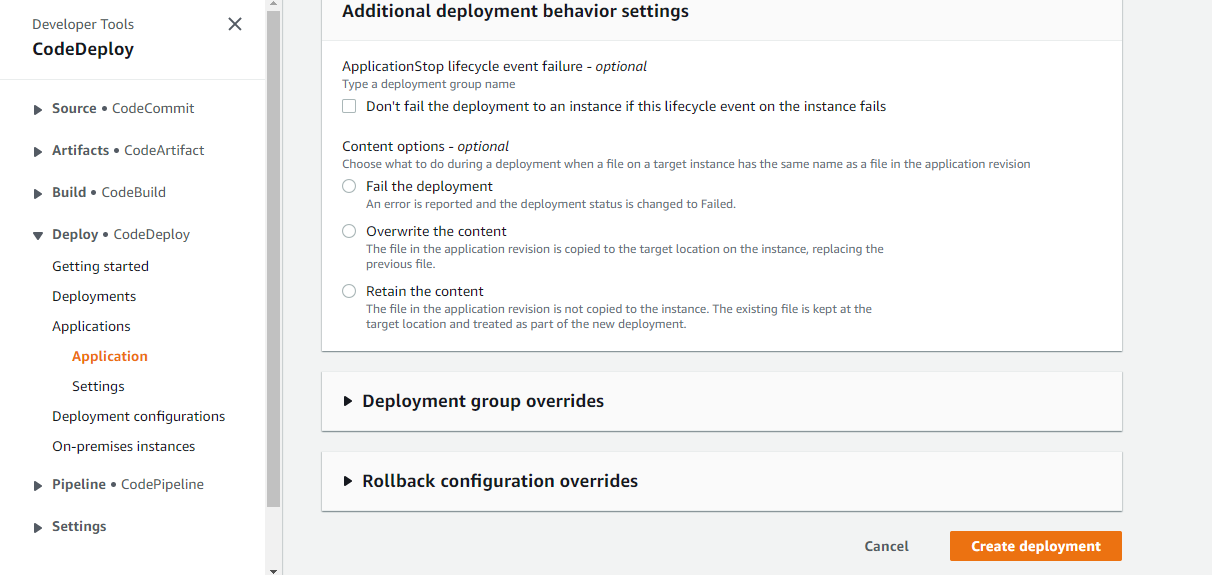 Developer Tools
CodeDeploy
Source • CodeCommit
Artifacts • CodeArtifact
Build • CodeBuild
Deploy • CodeDeploy
Getting started
Deployments
Applications
Application
Settings
Deployment configurations
On-premises instances
Pipeline • CodePipeline
Settings
Additional deployment behavior settings
ApplicationStop lifecycle event failure - optional
Type a deployment group name
Don't fail the deployment to an instance if this lifecycle event on the instance fails
Content options - optional
Choose what to do during a deployment when a file on a target instance has the same name as a file in the application revision
Fail the deployment
An error is reported and the deployment status is changed to Failed.
Overwrite the content
The file in the application revision is copied to the target location on the instance, replacing the
previous file.
Retain the content
The file in the application revision is not copied to the instance. The existing file is kept at the
target location and treated as part of the new deployment.
Deployment group overrides
Rollback configuration overrides
Cancel
Create deployment